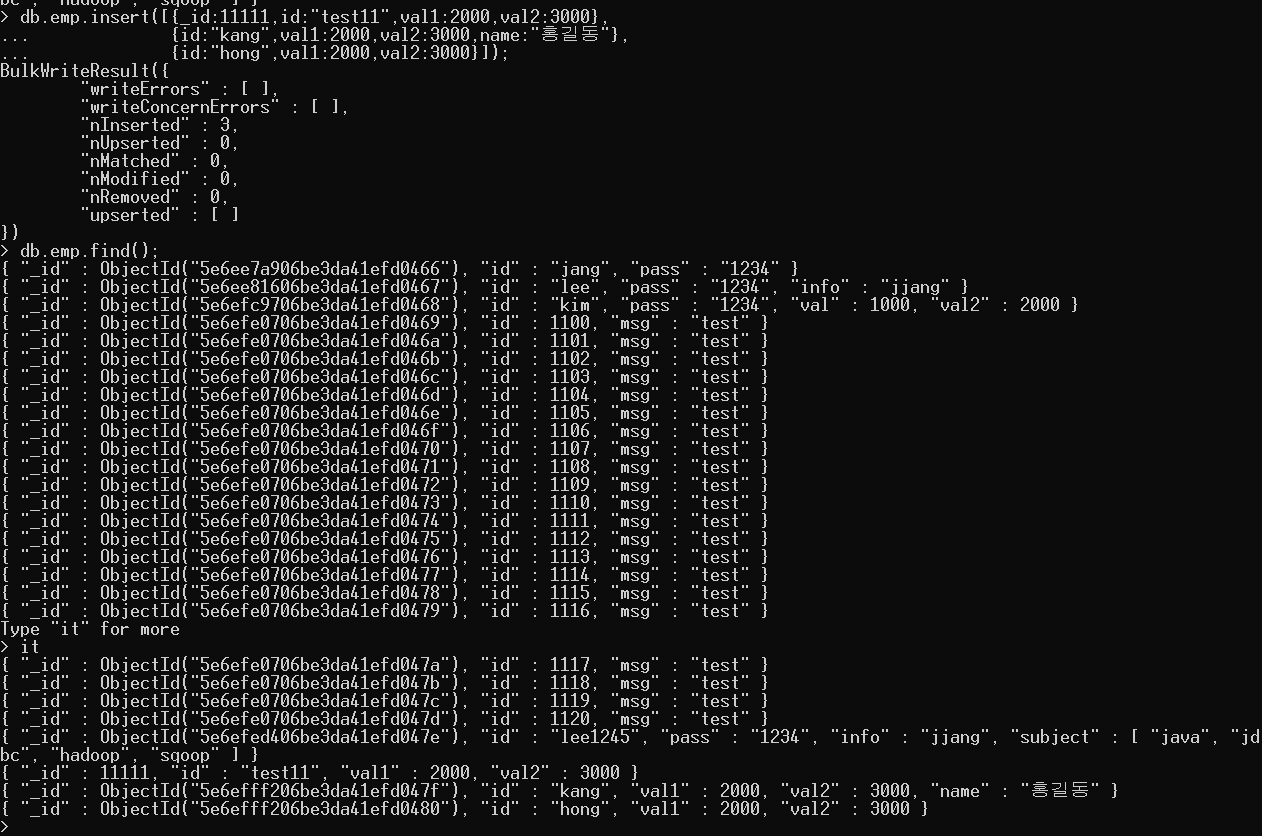 bc", "hadoop", "sqoop" ] }
> db.emp.insert([{_id:11111,id:"test11",val1:2000,val2:3000},
...              {id:"kang",val1:2000,val2:3000,name:"홍길동"},
...              {id:"hong",val1:2000,val2:3000}]);
BulkWriteResult({
        "writeErrors" : [ ],
        "writeConcernErrors" : [ ],
        "nInserted" : 3,
        "nUpserted" : 0,
        "nMatched" : 0,
        "nModified" : 0,
        "nRemoved" : 0,
        "upserted" : [ ]
})
> db.emp.find();
{ "_id" : ObjectId("5e6ee7a906be3da41efd0466"), "id" : "jang", "pass" : "1234" }
{ "_id" : ObjectId("5e6ee81606be3da41efd0467"), "id" : "lee", "pass" : "1234", "info" : "jjang" }
{ "_id" : ObjectId("5e6efc9706be3da41efd0468"), "id" : "kim", "pass" : "1234", "val" : 1000, "val2" : 2000 }
{ "_id" : ObjectId("5e6efe0706be3da41efd0469"), "id" : 1100, "msg" : "test" }
{ "_id" : ObjectId("5e6efe0706be3da41efd046a"), "id" : 1101, "msg" : "test" }
{ "_id" : ObjectId("5e6efe0706be3da41efd046b"), "id" : 1102, "msg" : "test" }
{ "_id" : ObjectId("5e6efe0706be3da41efd046c"), "id" : 1103, "msg" : "test" }
{ "_id" : ObjectId("5e6efe0706be3da41efd046d"), "id" : 1104, "msg" : "test" }
{ "_id" : ObjectId("5e6efe0706be3da41efd046e"), "id" : 1105, "msg" : "test" }
{ "_id" : ObjectId("5e6efe0706be3da41efd046f"), "id" : 1106, "msg" : "test" }
{ "_id" : ObjectId("5e6efe0706be3da41efd0470"), "id" : 1107, "msg" : "test" }
{ "_id" : ObjectId("5e6efe0706be3da41efd0471"), "id" : 1108, "msg" : "test" }
{ "_id" : ObjectId("5e6efe0706be3da41efd0472"), "id" : 1109, "msg" : "test" }
{ "_id" : ObjectId("5e6efe0706be3da41efd0473"), "id" : 1110, "msg" : "test" }
{ "_id" : ObjectId("5e6efe0706be3da41efd0474"), "id" : 1111, "msg" : "test" }
{ "_id" : ObjectId("5e6efe0706be3da41efd0475"), "id" : 1112, "msg" : "test" }
{ "_id" : ObjectId("5e6efe0706be3da41efd0476"), "id" : 1113, "msg" : "test" }
{ "_id" : ObjectId("5e6efe0706be3da41efd0477"), "id" : 1114, "msg" : "test" }
{ "_id" : ObjectId("5e6efe0706be3da41efd0478"), "id" : 1115, "msg" : "test" }
{ "_id" : ObjectId("5e6efe0706be3da41efd0479"), "id" : 1116, "msg" : "test" }
Type "it" for more
> it
{ "_id" : ObjectId("5e6efe0706be3da41efd047a"), "id" : 1117, "msg" : "test" }
{ "_id" : ObjectId("5e6efe0706be3da41efd047b"), "id" : 1118, "msg" : "test" }
{ "_id" : ObjectId("5e6efe0706be3da41efd047c"), "id" : 1119, "msg" : "test" }
{ "_id" : ObjectId("5e6efe0706be3da41efd047d"), "id" : 1120, "msg" : "test" }
{ "_id" : ObjectId("5e6efed406be3da41efd047e"), "id" : "lee1245", "pass" : "1234", "info" : "jjang", "subject" : [ "java", "jd
bc", "hadoop", "sqoop" ] }
{ "_id" : 11111, "id" : "test11", "val1" : 2000, "val2" : 3000 }
{ "_id" : ObjectId("5e6efff206be3da41efd047f"), "id" : "kang", "val1" : 2000, "val2" : 3000, "name" : "홍길동" }
{ "_id" : ObjectId("5e6efff206be3da41efd0480"), "id" : "hong", "val1" : 2000, "val2" : 3000 }
>